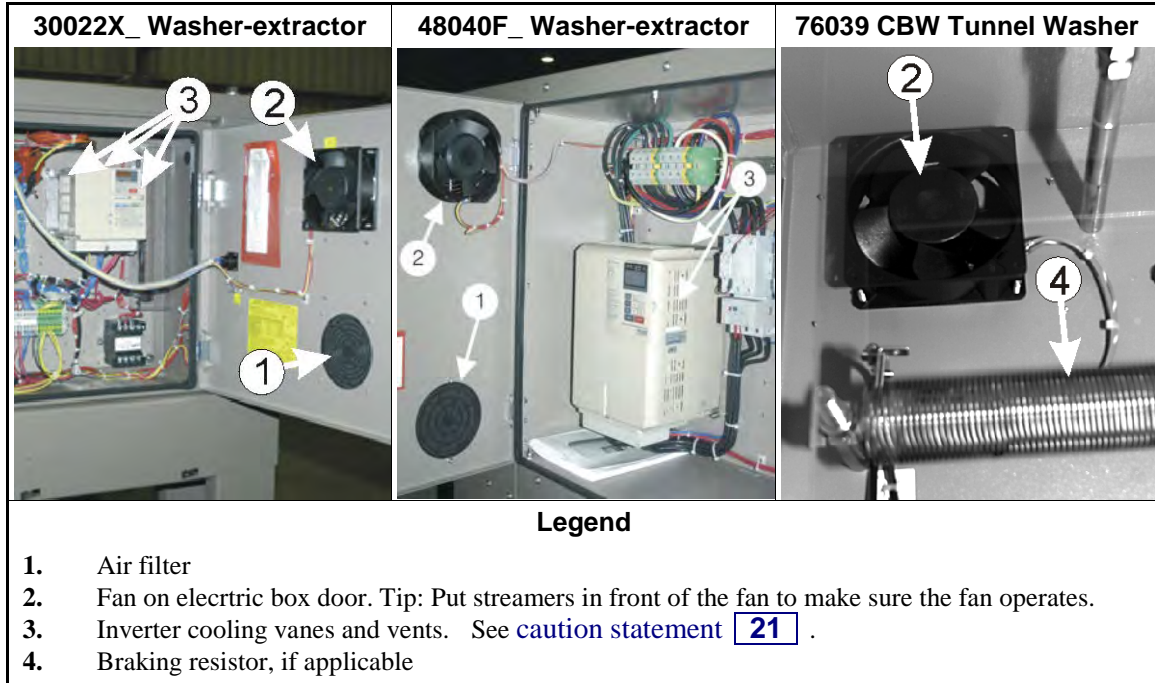 30022X_ Washer-extractor
48040F_ Washer-extractor
76039 CBW Tunnel Washer
3
2
1
2
1
3
2
4
Legend
1. Air filter
2. Fan on elecrtric box door. Tip: Put streamers in front of the fan to make sure the fan operates.
3. Inverter cooling vanes and vents. See caution statement 21 .
4. Braking resistor, if applicable